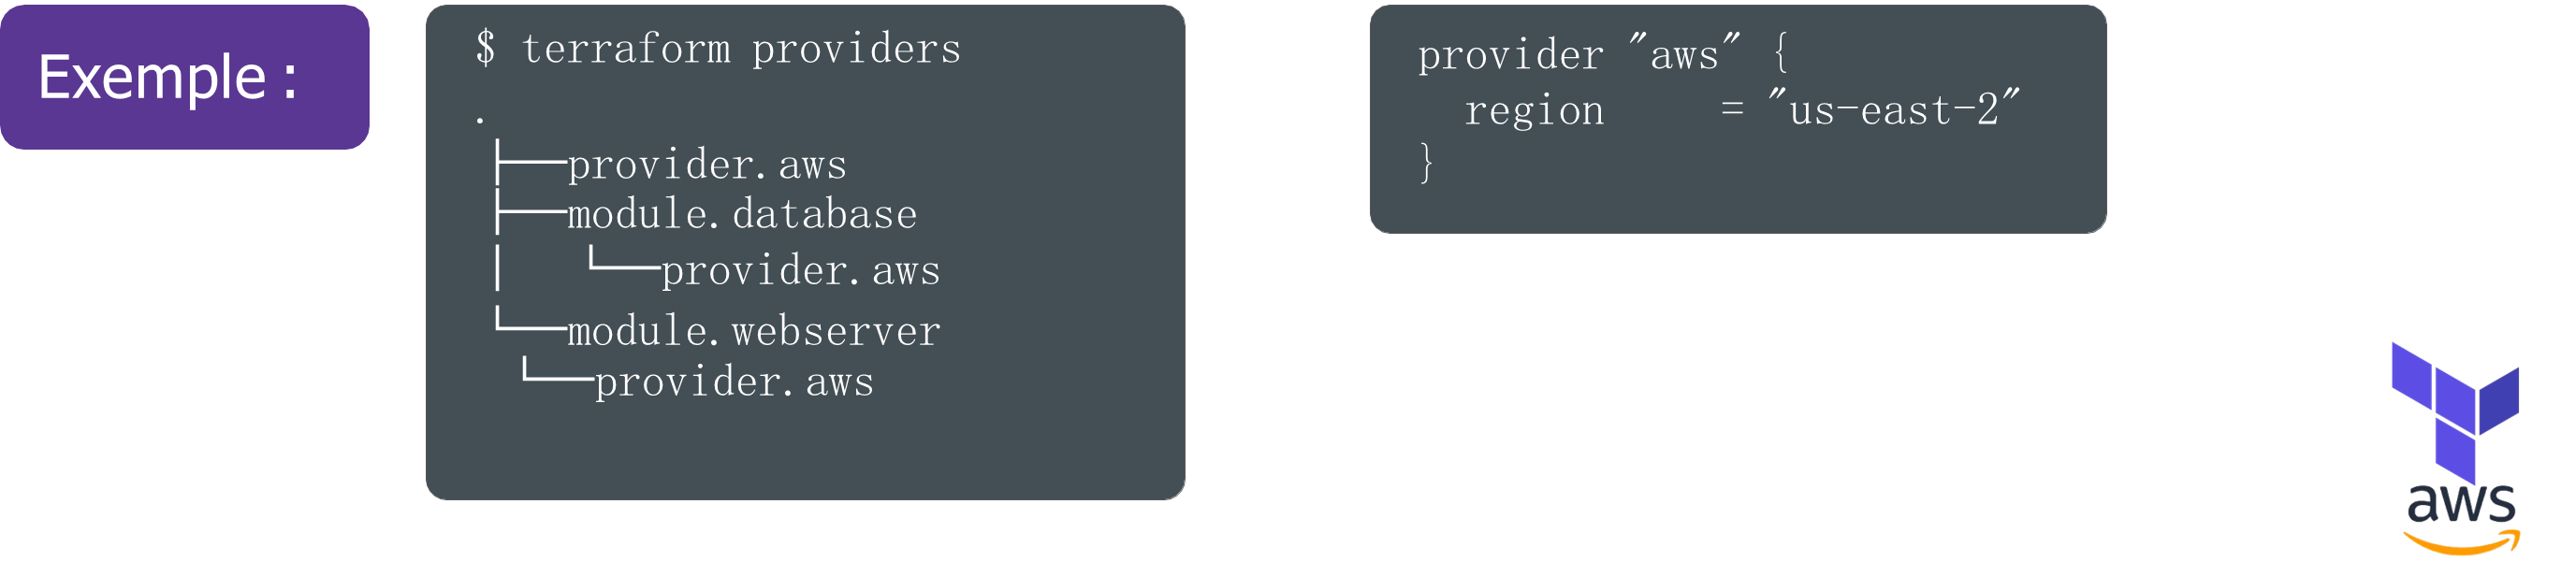 Exemple :
$ terraform providers
.
├──provider.aws
├──module.database
│   └──provider.aws
└──module.webserver
 └──provider.aws
provider "aws" {
  region     = "us-east-2"
}
aws